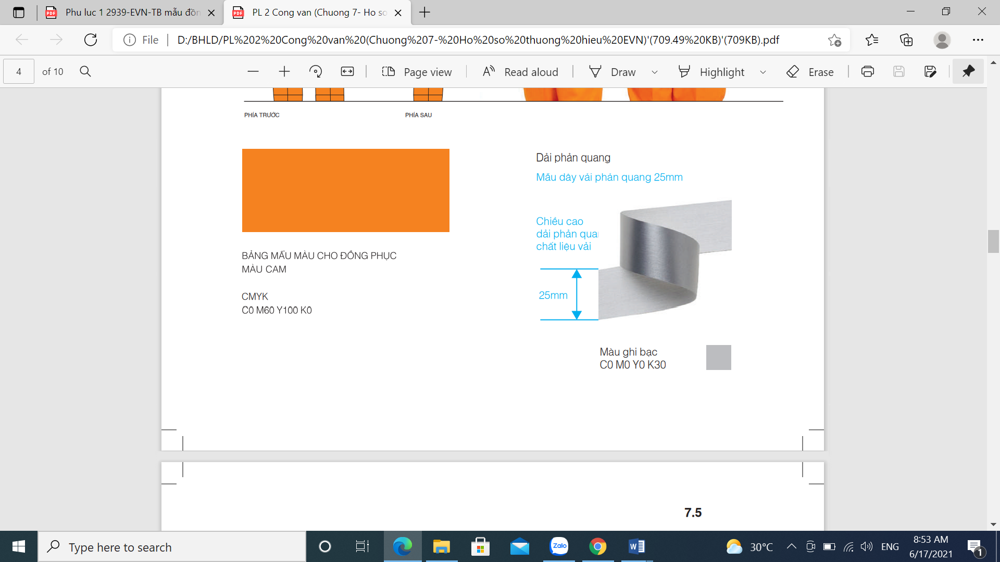 Phu luc 1 2939-EVN-TB mẫu đồn
PL 2 Cong van (Chuong 7- Ho so
File
D:/BHLD/PL%202%20Cong%20van%20(Chuong%207-%20Ho%20so%20thuong%20hieu%20EVN)'(709.49%20KB)'(709KB).pdf
4 of 10
Page view
Read aloud
Draw
Highlight
Erase
PHÍA TRƯỚC
PHÍA SAU
Dải phản quang
Mẫu dây vải phản quang 25mm
Chiều cao
dải phản quan
chất liệu vải
25mm
BẢNG MẪU MÀU CHO ĐỒNG PHỤC
MÀU CAM
CMYK
C0 M60 Y100 K0
Màu ghi bạc
C0 M0 Y0 K30
7.5
Type here to search
Zalo
30°C
ENG
8:53 AM
6/17/2021
1